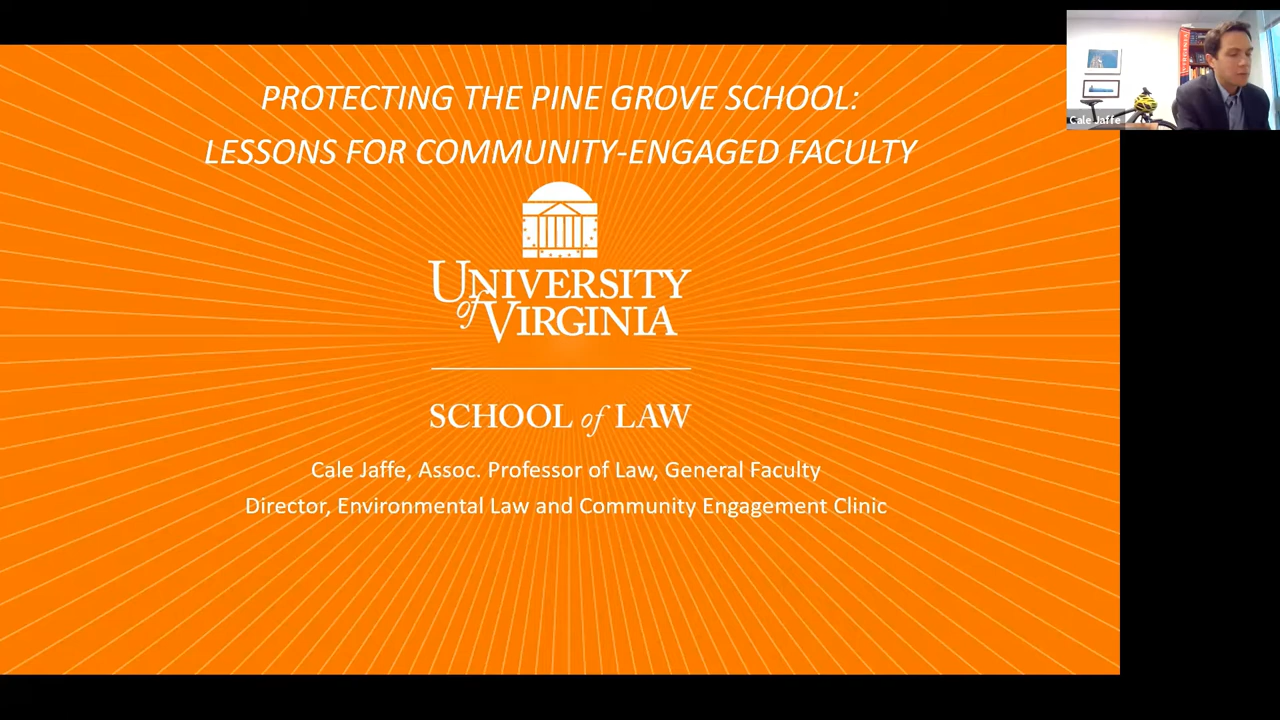 PROTECTING THE PINE GROVE SCHOOL:
LESSONS FOR COMMUNITY-ENGAGED FACULTY
UNIVERSITY
of VIRGINIA
SCHOOL of LAW
Cale Jaffe, Assoc. Professor of Law, General Faculty
Director, Environmental Law and Community Engagement Clinic
VIRGINIA
Cale Jaffe